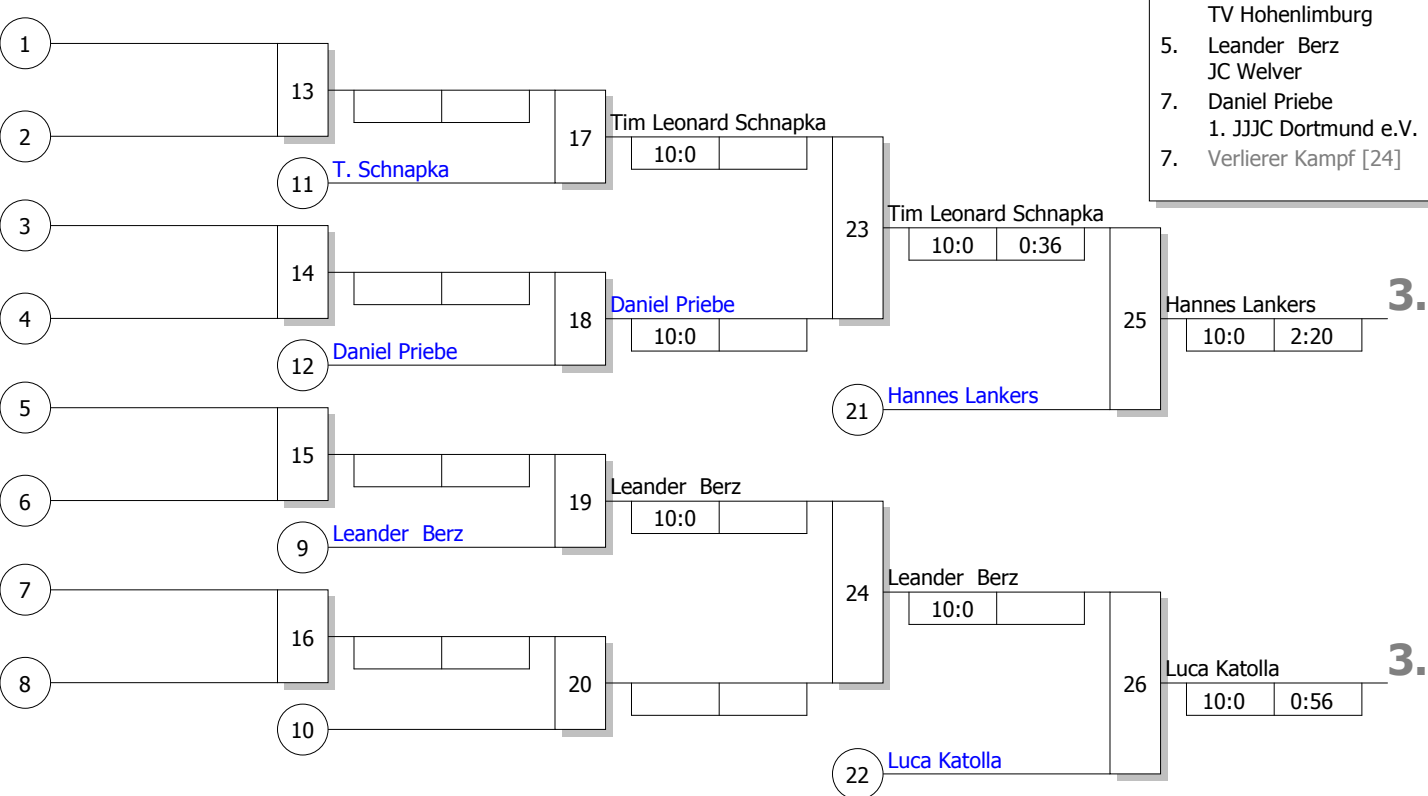 TV Hohenlimburg
5. Leander Berz
JC Welver
7. Daniel Priebe
1. JJJC Dortmund e.V.
7. Verlierer Kampf [24]
1
13
2
17
Tim Leonard Schnapka
10:0
11
T. Schnapka
3
23
Tim Leonard Schnapka
10:0 0:36
14
4
18
Daniel Priebe
10:0
12
Daniel Priebe
25
Hannes Lankers
3.
10:0 2:20
5
21
Hannes Lankers
15
6
19
Leander Berz
10:0
9
Leander Berz
7
24
Leander Berz
10:0
16
8
20
26
Luca Katolla
3.
10:0 0:56
10
22
Luca Katolla